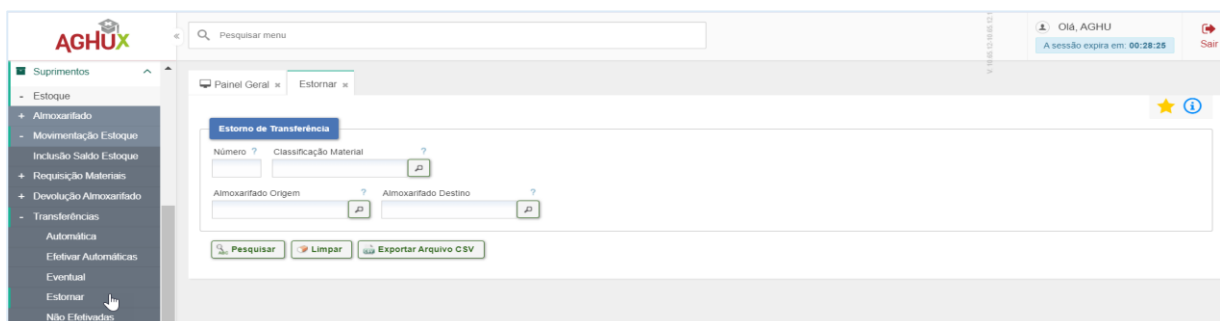 AGHUX
«
Pesquisar menu
Olá, AGHU
A sessão expira em: 00:28:25
Sair
Suprimentos
- Estoque
+ Almoxarifado
- Movimentação Estoque
Inclusão Saldo Estoque
+ Requisição Materiais
+ Devolução Almoxarifado
- Transferências
Automática
Efetivar Automáticas
Eventual
Estornar
Não Efetivadas
Painel Geral × Estornar ×
Estorno de Transferência
Número ? Classificação Material ?
Almoxarifado Origem ? Almoxarifado Destino ?
Pesquisar Limpar Exportar Arquivo CSV